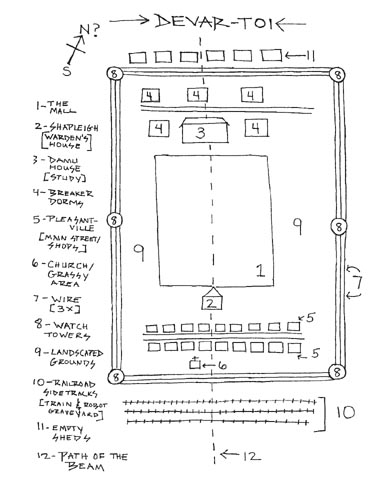 DEVAR-TOI
N?
S
11
8
8
4
4
4
4
3
4
1-THE
MALL
2-SHAPLEIGH
[WARDEN'S
HOUSE]
3-DAMLI
HOUSE
[STUDY]
4-BREAKER
DORMS
5-PLEASANT-
VILLE
[MAIN STREET/
SHOPS]
6-CHURCH/
GRASSY
AREA
7-WIRE
[3X]
8-WATCH
TOWERS
9-LANDSCAPED
GROUNDS
10-RAILROAD
SIDETRACKS
[TRAIN & ROBOT
GRAVEYARD]
11-EMPTY
SHEDS
12-PATH OF THE
BEAM
8
8
9
9
1
7
2
5
5
6
8
8
10
12